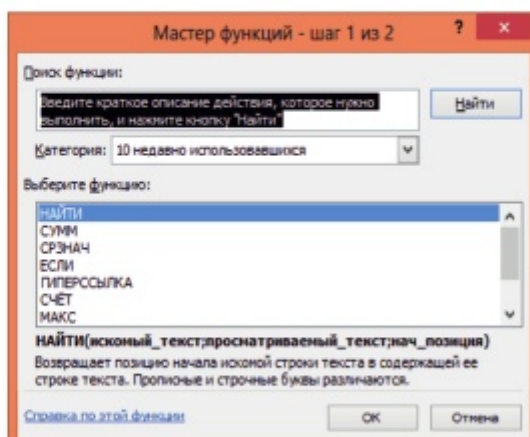 Мастер функций - шаг 1 из 2
?
×
Поиск функции:
Введите краткое описание действия, которое нужно
выполнить, и нажмите кнопку "Найти"
Найти
Категория: 10 недавно использовавшихся
Выберите функцию:
НАЙТИ
СУММ
СРЗНАЧ
ЕСЛИ
ГИПЕРССЫЛКА
СЧЁТ
МАКС
НАЙТИ(искомый_текст;просматриваемый_текст;нач_позиция)
Возвращает позицию начала искомой строки текста в содержащей ее
строке текста. Прописные и строчные буквы различаются.
Справка по этой функции
ОК
Отмена